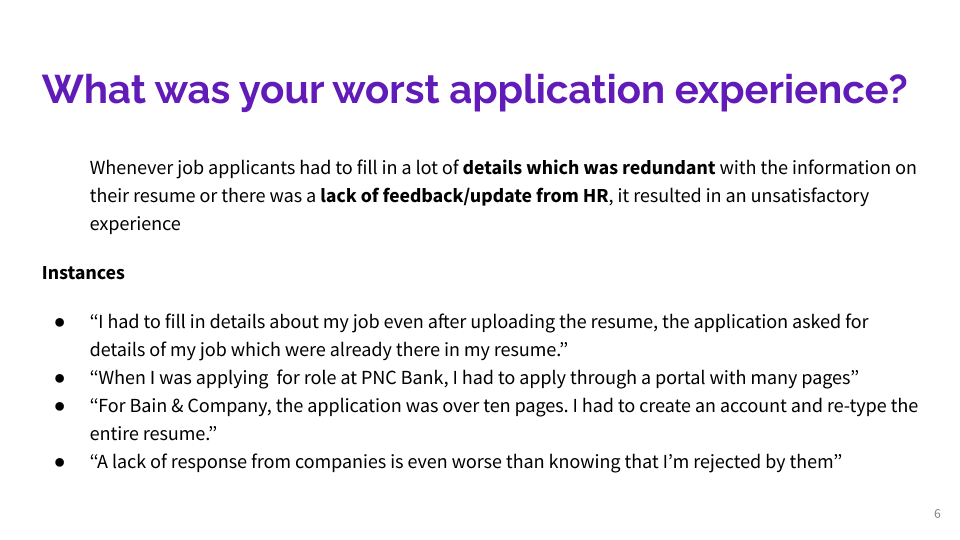 What was your worst application experience?
Whenever job applicants had to fill in a lot of details which was redundant with the information on
their resume or there was a lack of feedback/update from HR, it resulted in an unsatisfactory
experience
Instances
● “I had to fill in details about my job even after uploading the resume, the application asked for
details of my job which were already there in my resume.”
● “When I was applying  for role at PNC Bank, I had to apply through a portal with many pages”
● “For Bain & Company, the application was over ten pages. I had to create an account and re-type the
entire resume.”
● “A lack of response from companies is even worse than knowing that I’m rejected by them”
6